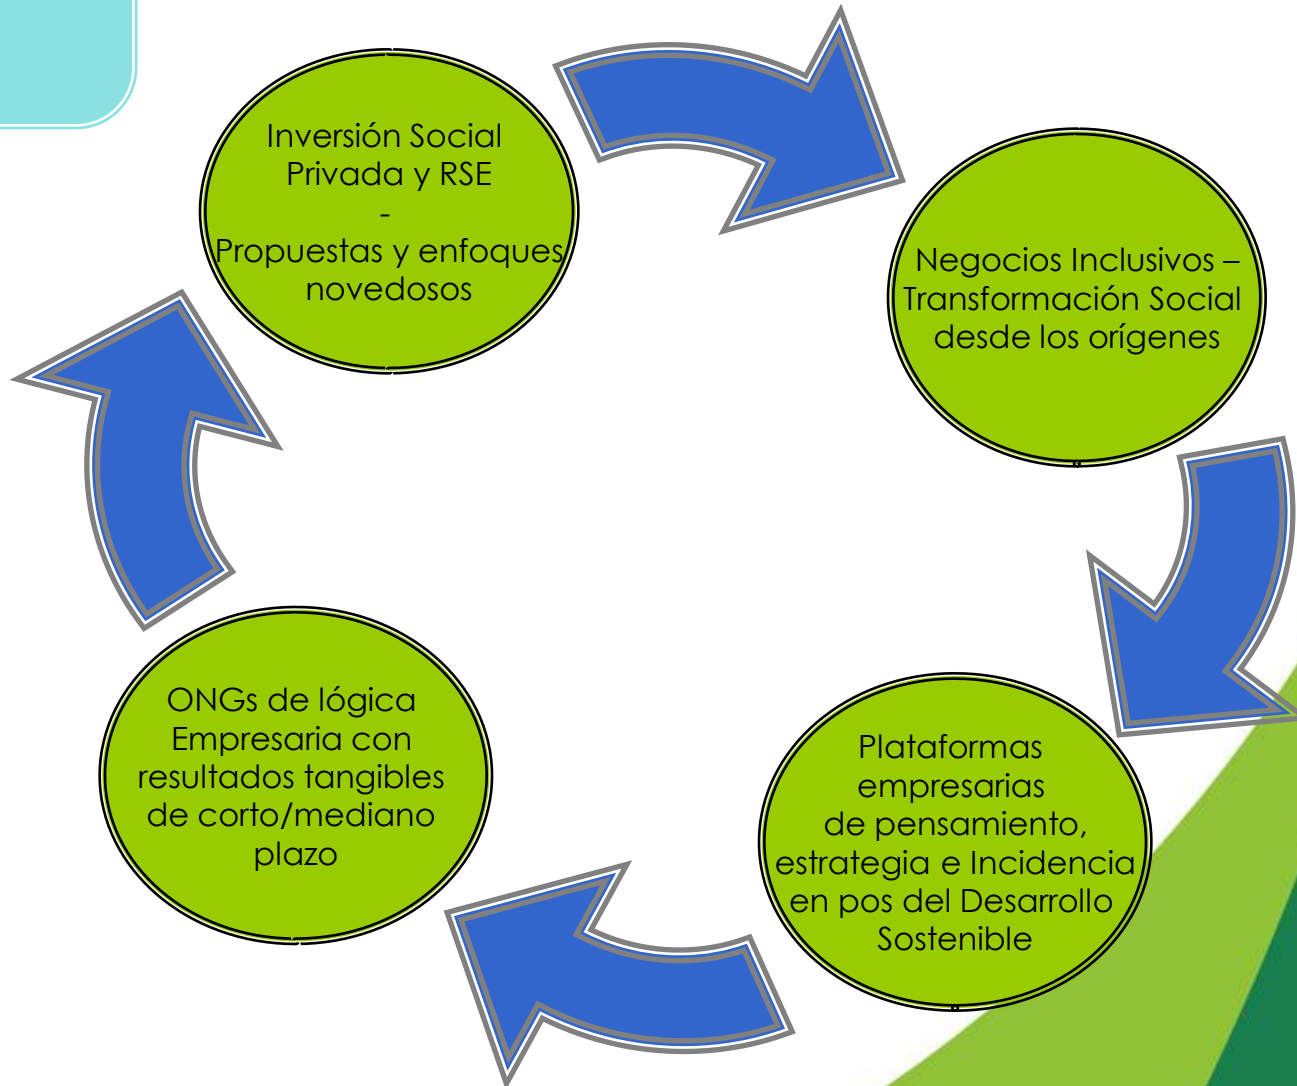 Inversión Social
Privada y RSE
-
Propuestas y enfoques
novedosos
Negocios Inclusivos –
Transformación Social
desde los orígenes
Plataformas
empresarias
de pensamiento,
estrategia e Incidencia
en pos del Desarrollo
Sostenible
ONGs de lógica
Empresaria con
resultados tangibles
de corto/mediano
plazo